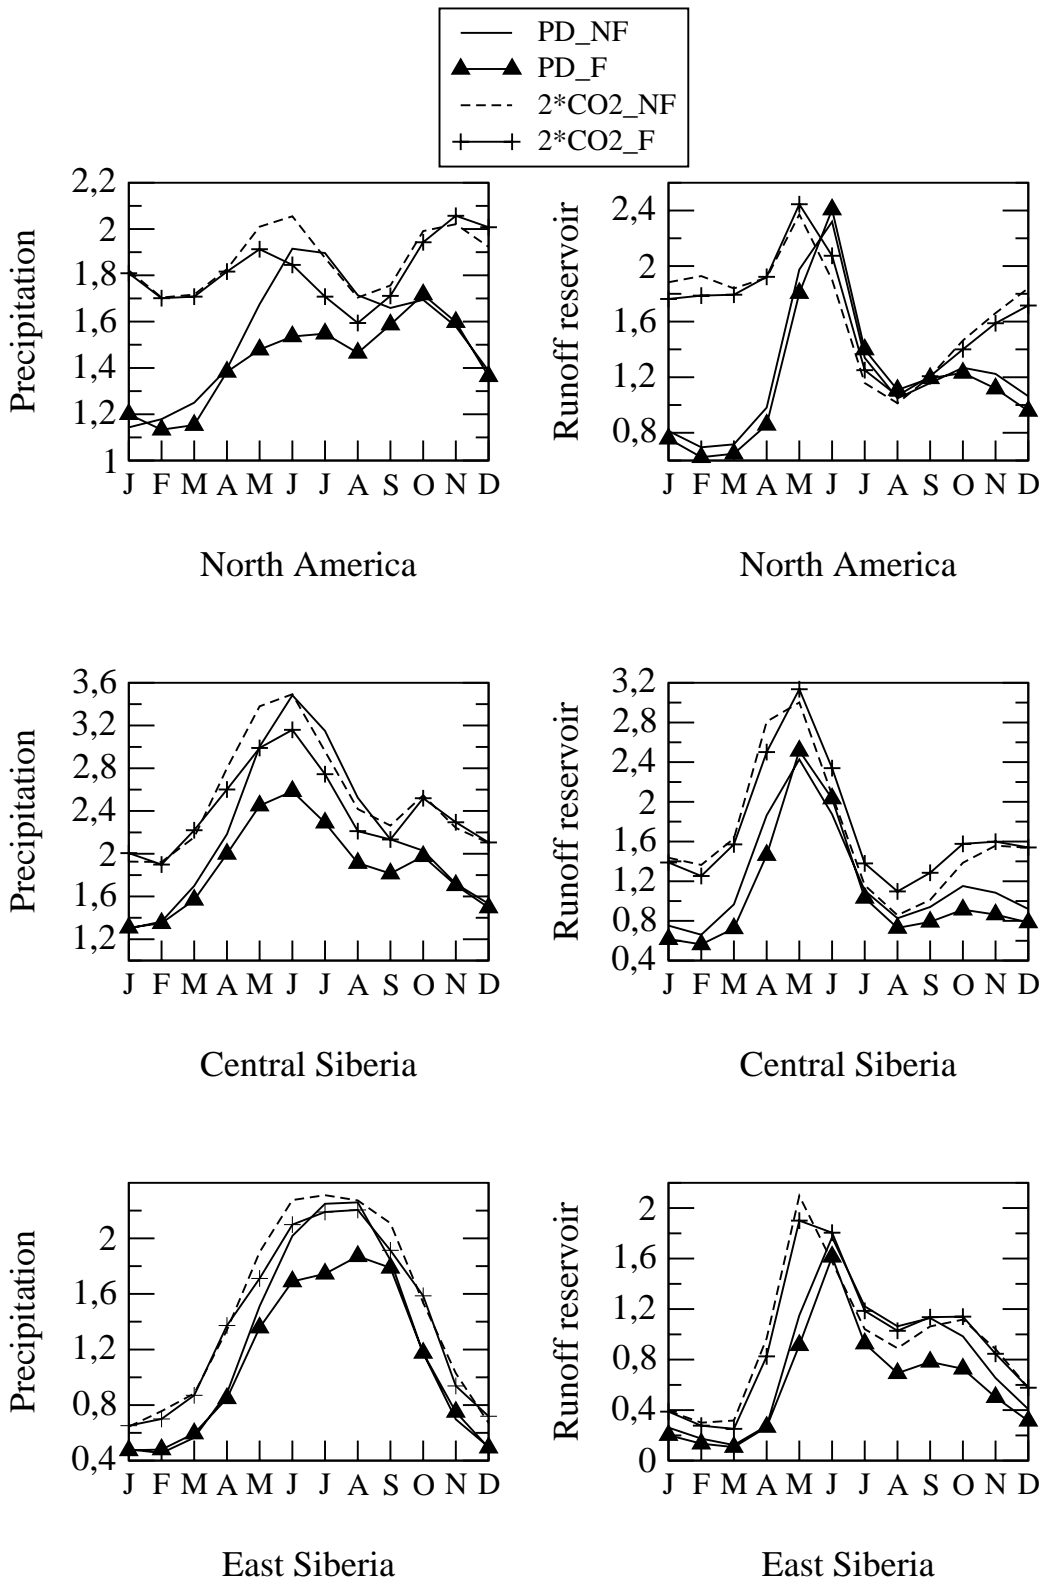 PD_NF
PD_F
2*CO2_NF
2*CO2_F
Precipitation
2,2
2
1,8
1,6
1,4
1,2
1
J F M A M J J A S O N D
North America
Runoff reservoir
2,4
2
1,6
1,2
0,8
J F M A M J J A S O N D
North America
Precipitation
3,6
3,2
2,8
2,4
2
1,6
1,2
J F M A M J J A S O N D
Central Siberia
Runoff reservoir
3,2
2,8
2,4
2
1,6
1,2
0,8
0,4
J F M A M J J A S O N D
Central Siberia
Precipitation
2
1,6
1,2
0,8
0,4
J F M A M J J A S O N D
East Siberia
Runoff reservoir
2
1,6
1,2
0,8
0,4
0
J F M A M J J A S O N D
East Siberia